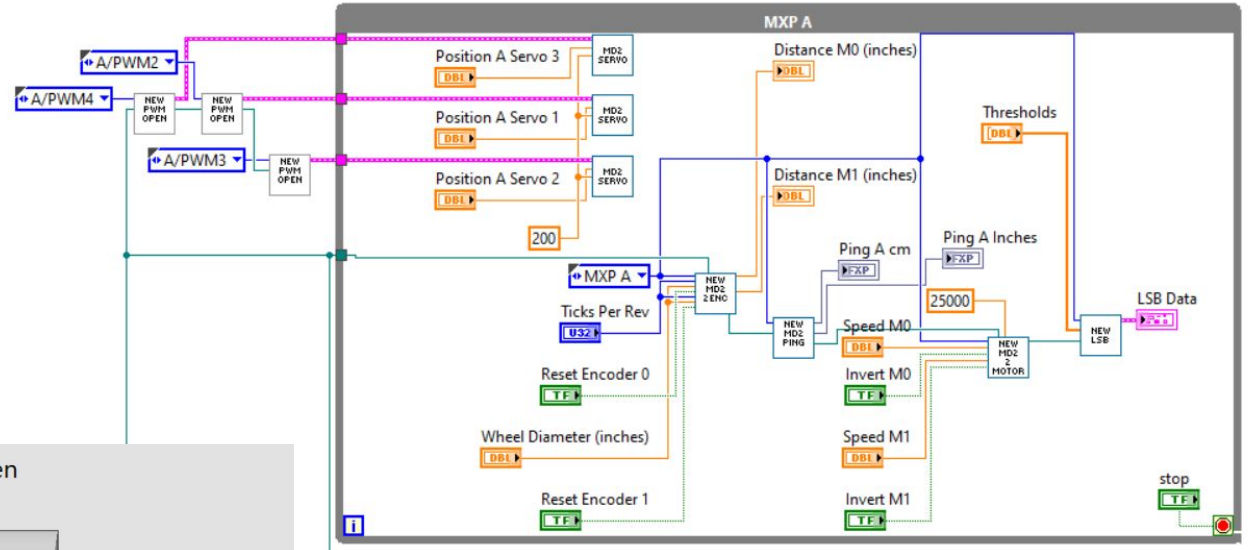 MXP A
A/PWM2
A/PWM4
NEW
PWM
OPEN
NEW
PWM
OPEN
A/PWM3
NEW
PWM
OPEN
Position A Servo 3
DBL
MD2
SERVO
Position A Servo 1
DBL
MD2
SERVO
Position A Servo 2
DBL
MD2
SERVO
200
Distance M0 (inches)
DBL
Distance M1 (inches)
DBL
Thresholds
DBL
MXP A
NEW
MD2
2 ENC
Ticks Per Rev
U32
Ping A cm
FXP
Ping A Inches
FXP
NEW
MD2
PING
25000
LSB Data
NEW
LSB
Speed M0
DBL
NEW
MD2
2
MOTOR
Reset Encoder 0
TF
Invert M0
TF
Wheel Diameter (inches)
DBL
Speed M1
DBL
Reset Encoder 1
TF
Invert M1
TF
stop
TF
i
en